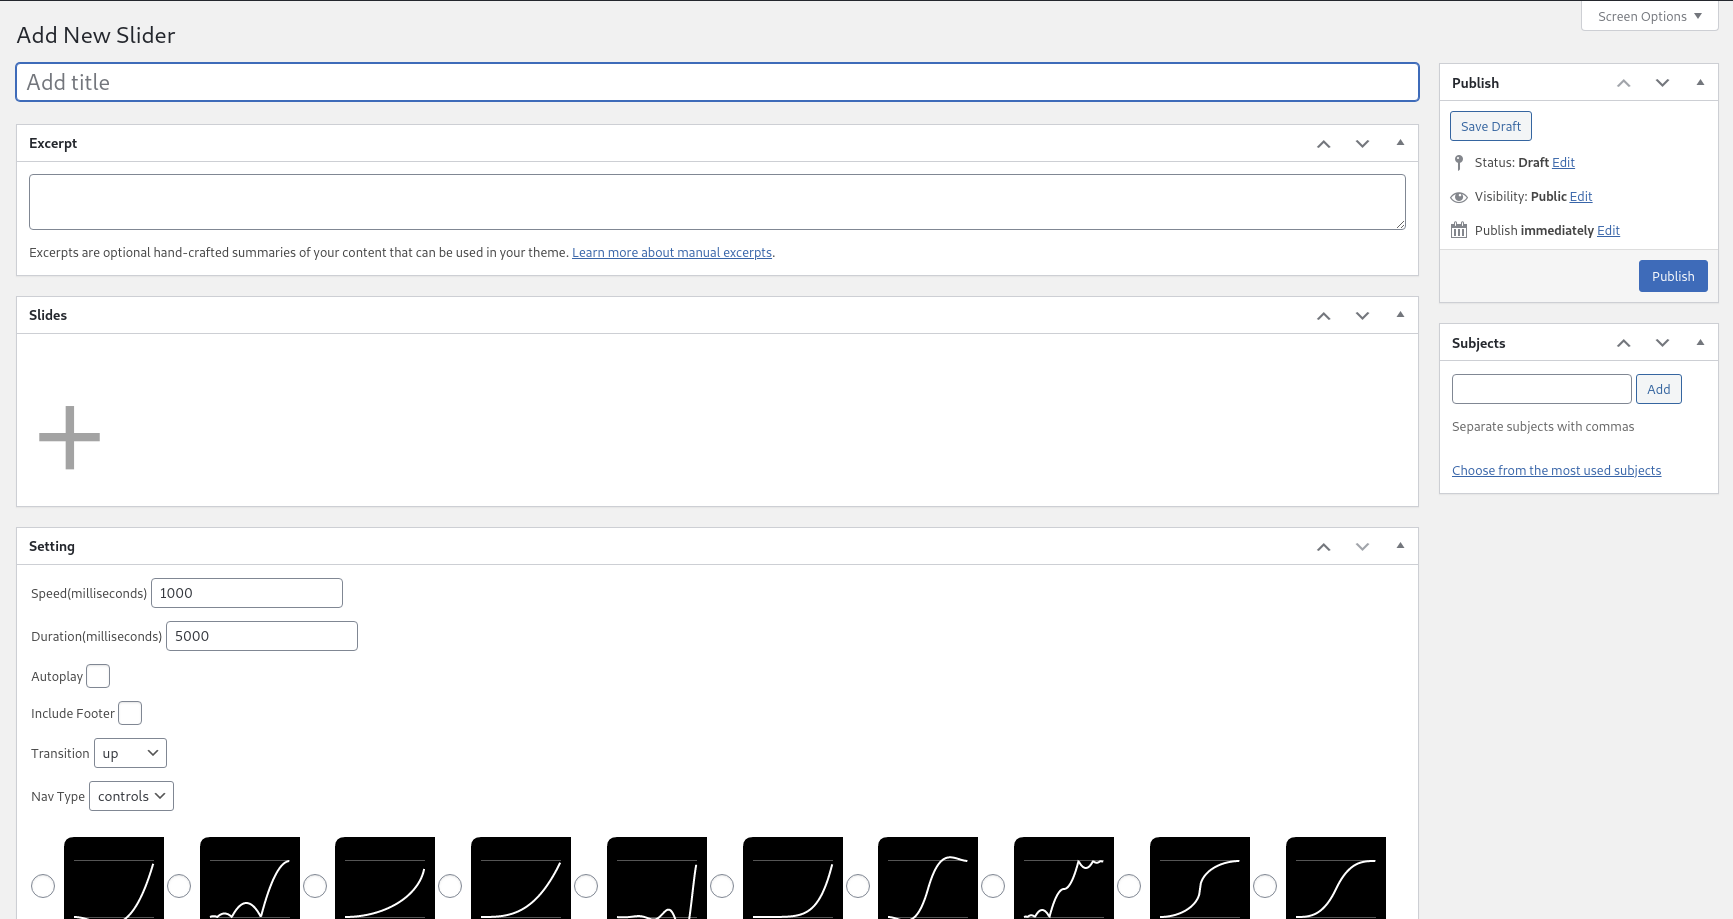 Screen Options
Add New Slider
Add title
Excerpt
Excerpts are optional hand-crafted summaries of your content that can be used in your theme. Learn more about manual excerpts.
Slides
Setting
Speed(milliseconds) 1000
Duration(milliseconds) 5000
Autoplay
Include Footer
Transition up
Nav Type controls
Publish
Save Draft
Status: Draft Edit
Visibility: Public Edit
Publish immediately Edit
Publish
Subjects
Add
Separate subjects with commas
Choose from the most used subjects